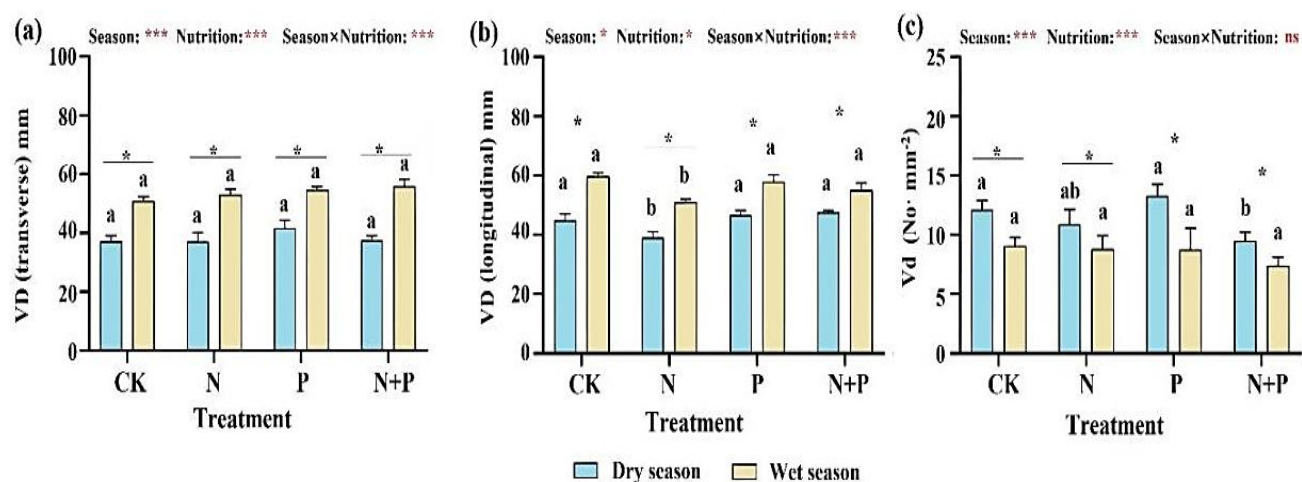 (a)
Season: *** Nutrition: *** Season×Nutrition: ***
VD (transverse) mm
100
80
60
40
20
0
* * * *
a a a a a a a a
CK N P N+P
Treatment
(b)
Season: * Nutrition: * Season×Nutrition: ***
VD (longitudinal) mm
100
80
60
40
20
0
* * * *
a a b b a a a a
CK N P N+P
Treatment
(c)
Season: *** Nutrition: *** Season×Nutrition: ns
Vd (No· mm⁻²)
25
20
15
10
5
0
* * * *
a a ab a a a b a
CK N P N+P
Treatment
Dry season Wet season